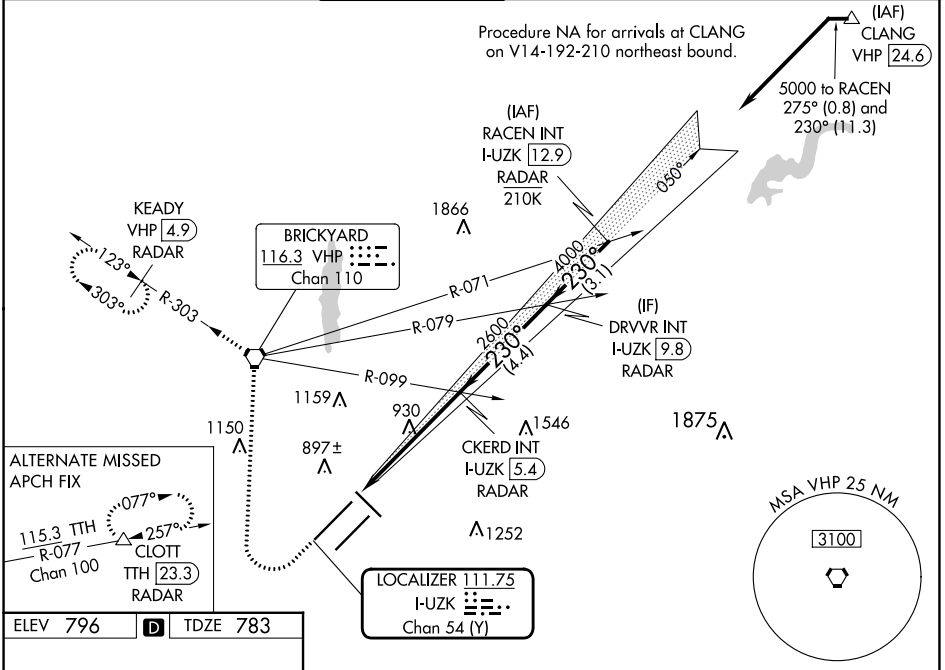 Procedure NA for arrivals at CLANG
on V14-192-210 northeast bound.
(IAF)
CLANG
VHP 24.6
5000 to RACEN
275° (0.8) and
230° (11.3)
(IAF)
RACEN INT
I-UZK 12.9
RADAR
210K
050°
KEADY
VHP 4.9
RADAR
123°
303°
R-303
BRICKYARD
116.3 VHP
Chan 110
1866
R-071
R-079
R-099
4000
230°
(3.1)
(IF)
DRVVR INT
I-UZK 9.8
RADAR
2600
230°
(4.4)
1159
930
1150
897±
1546
1875
CKERD INT
I-UZK 5.4
RADAR
1252
ALTERNATE MISSED
APCH FIX
077°
257°
115.3 TTH
R-077
Chan 100
CLOTT
TTH 23.3
RADAR
LOCALIZER 111.75
I-UZK
Chan 54 (Y)
MSA VHP 25 NM
3100
ELEV 796 D TDZE 783